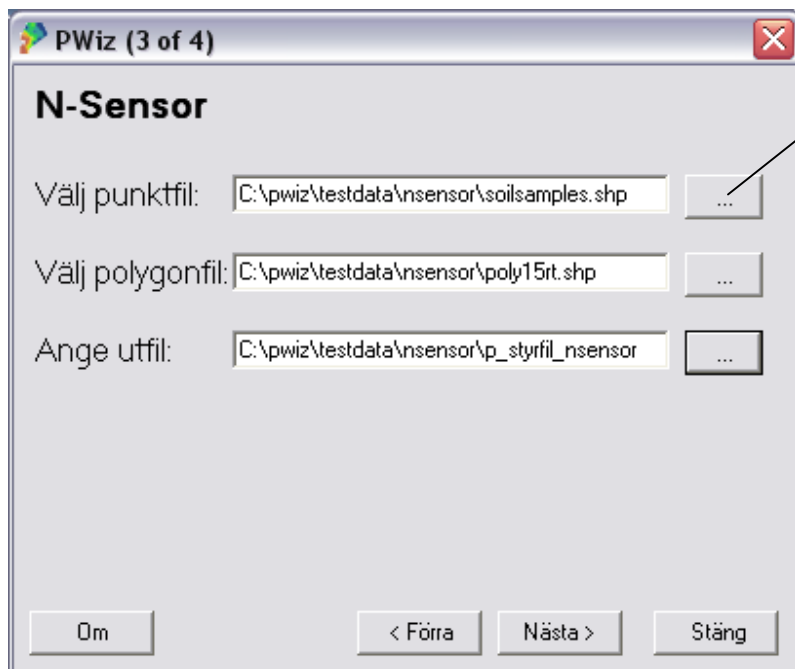 PWiz (3 of 4)
N-Sensor
Välj punktfil: C:\pwiz\testdata\nsensor\soilsamples.shp ...
Välj polygonfil: C:\pwiz\testdata\nsensor\poly15rt.shp ...
Ange utfil: C:\pwiz\testdata\nsensor\p_styrfil_nsensor ...
Om < Förra Nästa > Stäng